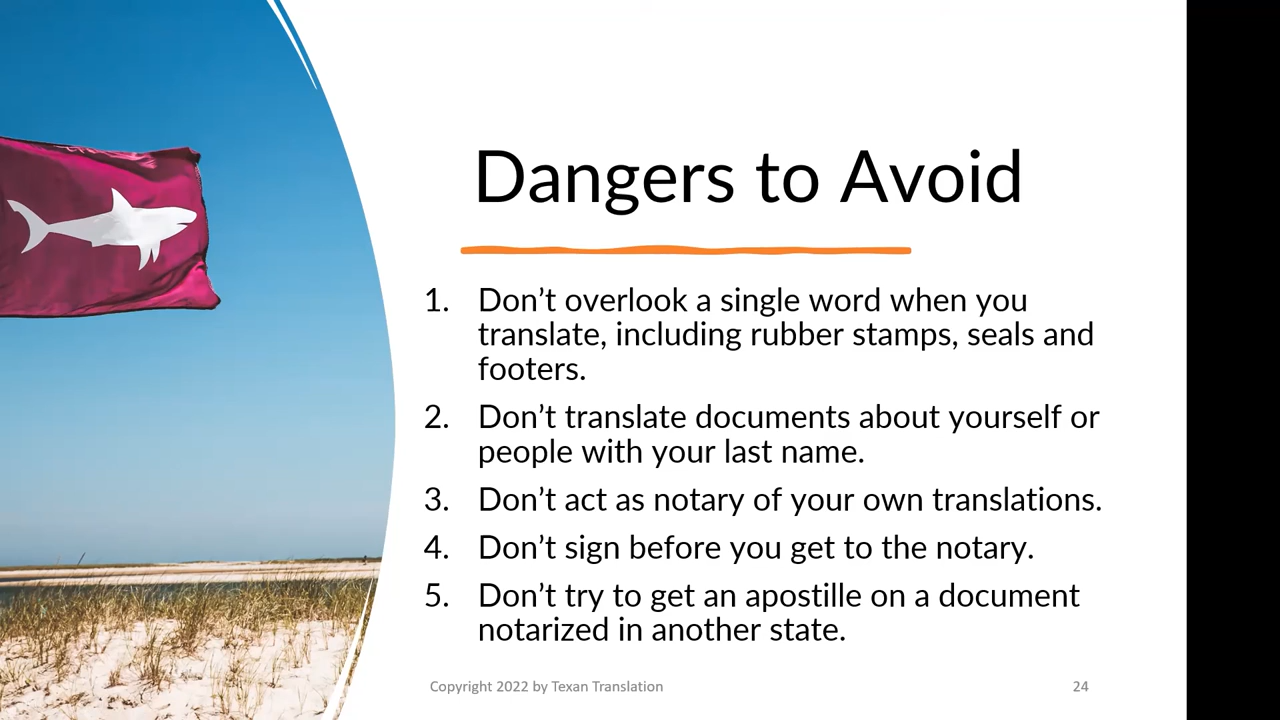 Dangers to Avoid
1. Don’t overlook a single word when you
translate, including rubber stamps, seals and
footers.
2. Don’t translate documents about yourself or
people with your last name.
3. Don’t act as notary of your own translations.
4. Don’t sign before you get to the notary.
5. Don’t try to get an apostille on a document
notarized in another state.
Copyright 2022 by Texan Translation
24